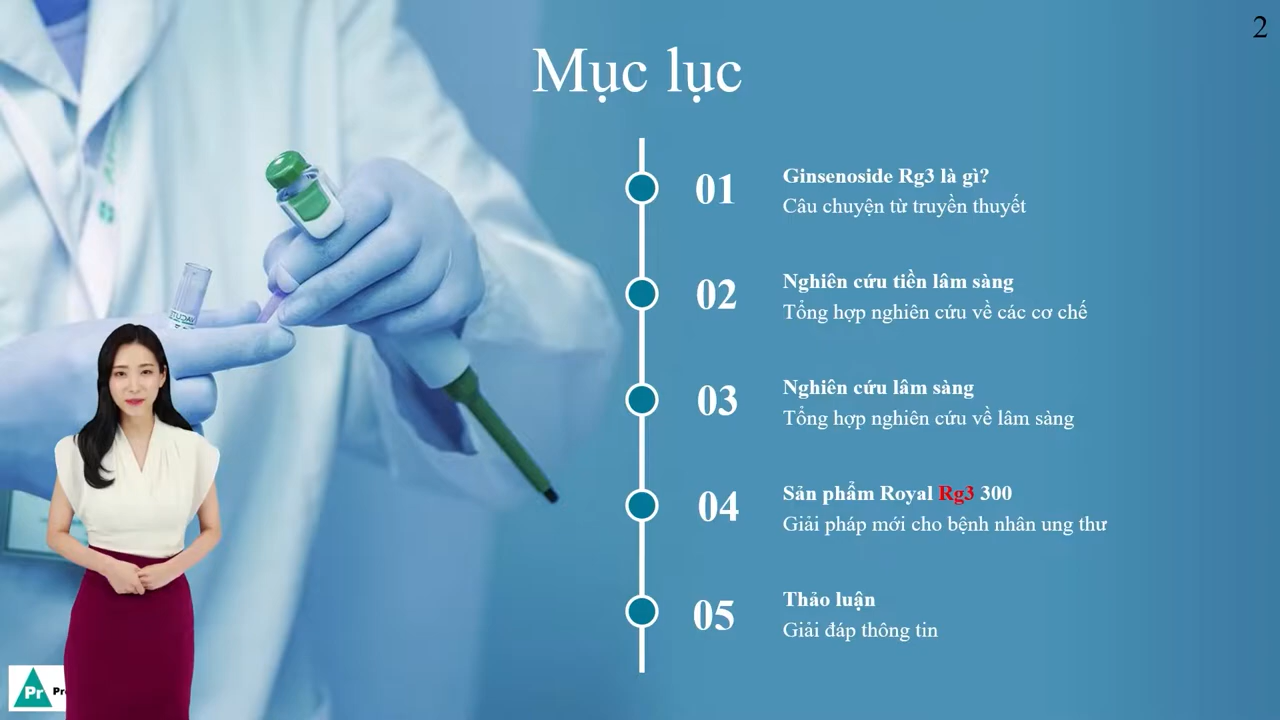 2
Mục lục
01
Ginsenoside Rg3 là gì?
Câu chuyện từ truyền thuyết
02
Nghiên cứu tiền lâm sàng
Tổng hợp nghiên cứu về các cơ chế
03
Nghiên cứu lâm sàng
Tổng hợp nghiên cứu về lâm sàng
04
Sản phẩm Royal Rg3 300
Giải pháp mới cho bệnh nhân ung thư
05
Thảo luận
Giải đáp thông tin
Pr